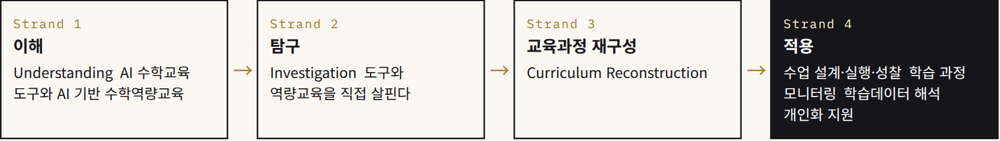 Strand 1
이해
Understanding AI 수학교육
도구와 AI 기반 수학역량교육
→
Strand 2
탐구
Investigation 도구와
역량교육을 직접 살핀다
→
Strand 3
교육과정 재구성
Curriculum Reconstruction
→
Strand 4
적용
수업 설계·실행·성찰 학습 과정
모니터링 학습데이터 해석
개인화 지원